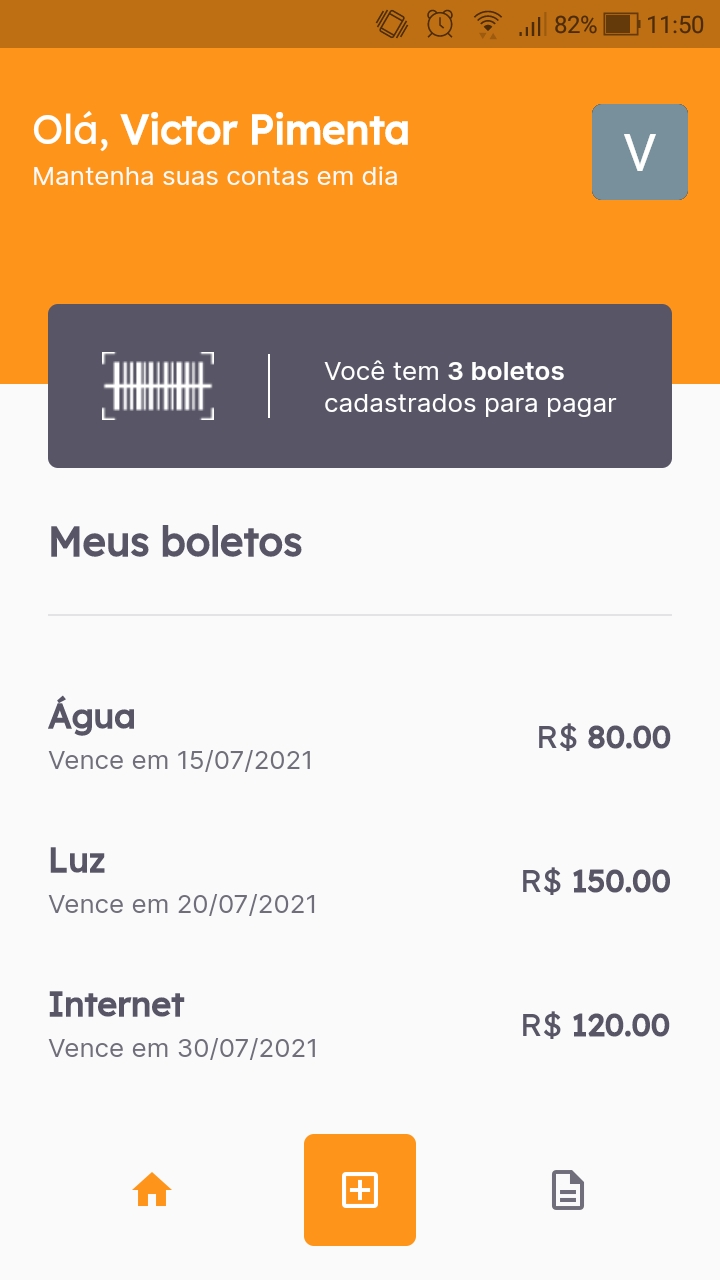 82% 11:50
Olá, Victor Pimenta
Mantenha suas contas em dia
V
Você tem 3 boletos
cadastrados para pagar
Meus boletos
Água
Vence em 15/07/2021
R$ 80.00
Luz
Vence em 20/07/2021
R$ 150.00
Internet
Vence em 30/07/2021
R$ 120.00